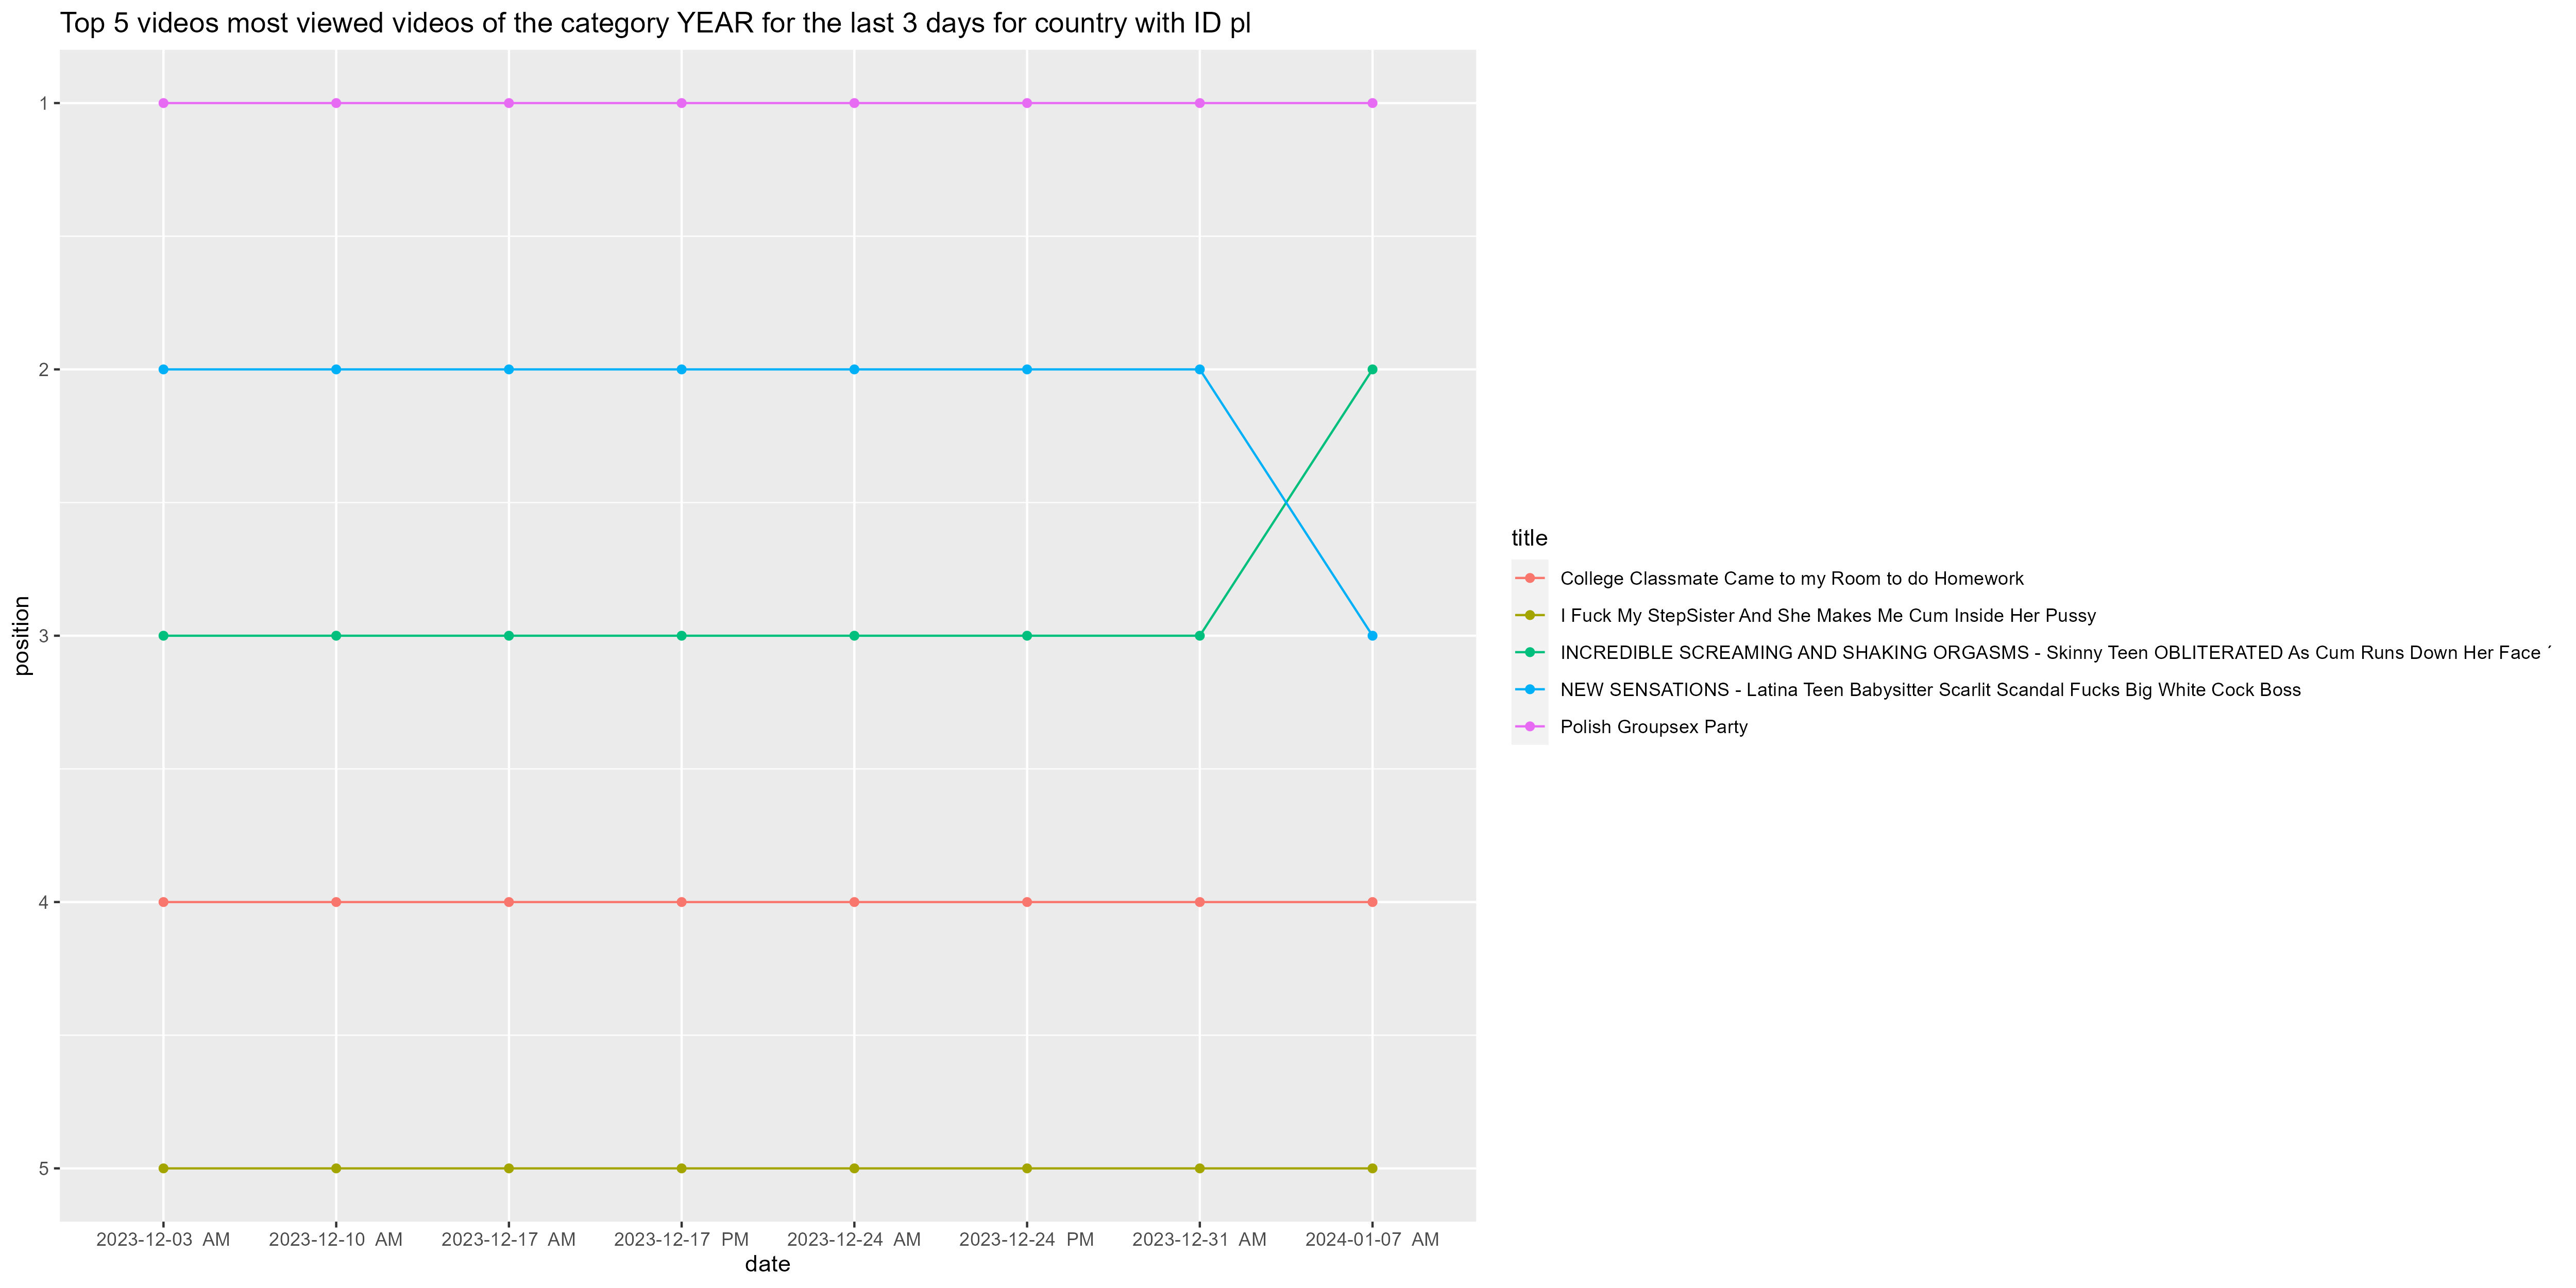 Top 5 videos most viewed videos of the category YEAR for the last 3 days for country with ID pl
1
2
3
4
5
position
2023-12-03 AM
2023-12-10 AM
2023-12-17 AM
2023-12-17 PM
2023-12-24 AM
2023-12-24 PM
2023-12-31 AM
2024-01-07 AM
date
title
College Classmate Came to my Room to do Homework
I Fuck My StepSister And She Makes Me Cum Inside Her Pussy
INCREDIBLE SCREAMING AND SHAKING ORGASMS - Skinny Teen OBLITERATED As Cum Runs Down Her Face
NEW SENSATIONS - Latina Teen Babysitter Scarlit Scandal Fucks Big White Cock Boss
Polish Groupsex Party